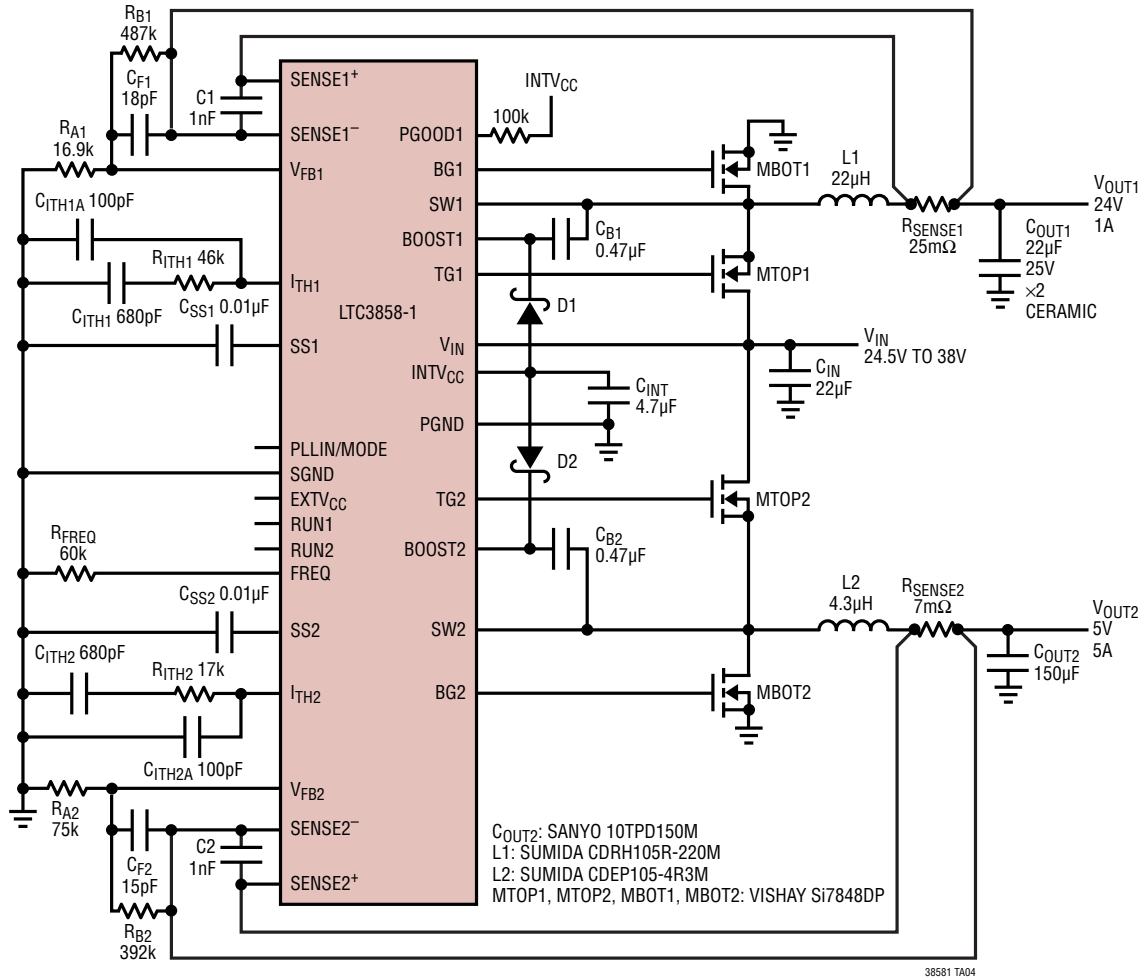 RB1
487k
CF1
18pF
RA1
16.9k
C1
1nF
CITH1A 100pF
RITH1 46k
CITH1 680pF
CSS1 0.01µF
RFREQ
60k
CSS2 0.01µF
CITH2 680pF
RITH2 17k
CITH2A 100pF
RA2
75k
CF2
15pF
RB2
392k
C2
1nF
SENSE1+
SENSE1–
VFB1
ITH1
LTC3858-1
SS1
PLLIN/MODE
SGND
EXTVCC
RUN1
RUN2
FREQ
SS2
ITH2
VFB2
SENSE2–
SENSE2+
PGOOD1
BG1
SW1
BOOST1
TG1
VIN
INTVCC
PGND
TG2
BOOST2
SW2
BG2
INTVCC
100k
MBOT1
L1
22µH
CB1
0.47µF
MTOP1
D1
RSENSE1
25mΩ
VOUT1
24V
1A
COUT1
22µF
25V
×2
CERAMIC
VIN
24.5V TO 38V
CIN
22µF
CINT
4.7µF
D2
MTOP2
CB2
0.47µF
L2
4.3µH
RSENSE2
7mΩ
VOUT2
5V
5A
COUT2
150µF
MBOT2
COUT2: SANYO 10TPD150M
L1: SUMIDA CDRH105R-220M
L2: SUMIDA CDEP105-4R3M
MTOP1, MTOP2, MBOT1, MBOT2: VISHAY Si7848DP
38581 TA04